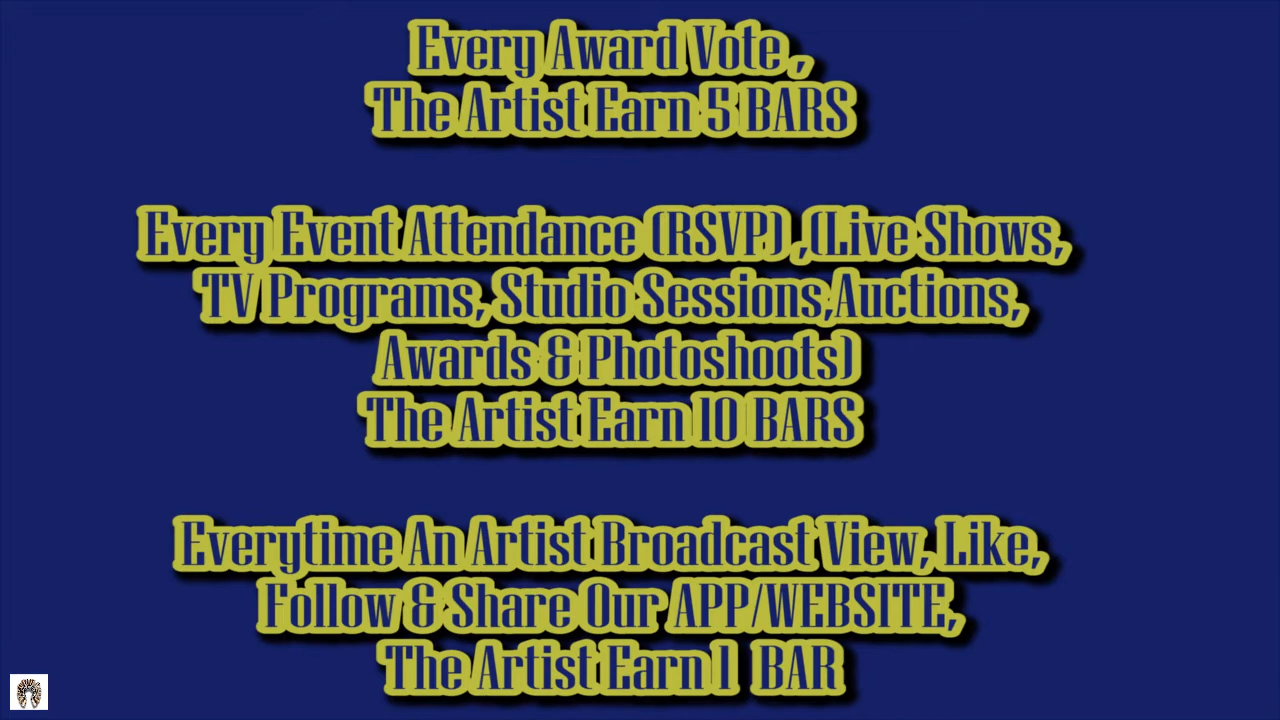 Every Award Vote ,
The Artist Earn 5 BARS
Every Event Attendance (RSVP) ,(Live Shows,
TV Programs, Studio Sessions,Auctions,
Awards & Photoshoots)
The Artist Earn 10 BARS
Everytime An Artist Broadcast View, Like,
Follow & Share Our APP/WEBSITE,
The Artist Earn 1 BAR